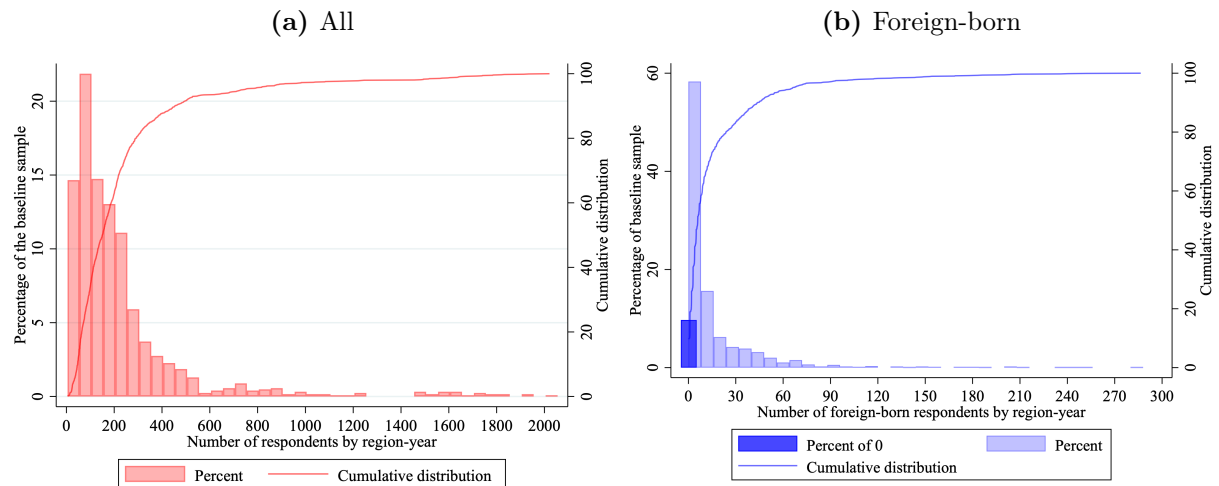 (a) All
Percentage of the baseline sample
0
5
10
15
20
Cumulative distribution
0
20
40
60
80
100
0 200 400 600 800 1000 1200 1400 1600 1800 2000
Number of respondents by region-year
Percent
Cumulative distribution
(b) Foreign-born
Percentage of baseline sample
0
20
40
60
Cumulative distribution
0
20
40
60
80
100
0 30 60 90 120 150 180 210 240 270 300
Number of foreign-born respondents by region-year
Percent of 0
Percent
Cumulative distribution